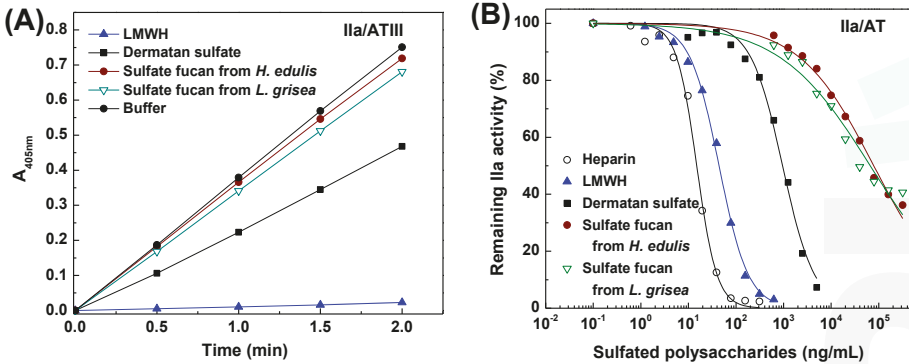 (A)
IIa/ATIII
LMWH
Dermatan sulfate
Sulfate fucan from H. edulis
Sulfate fucan from L. grisea
Buffer
A405nm
0.8
0.7
0.6
0.5
0.4
0.3
0.2
0.1
0.0
0.0 0.5 1.0 1.5 2.0
Time (min)
(B)
IIa/AT
Remaining IIa activity (%)
100
80
60
40
20
0
Heparin
LMWH
Dermatan sulfate
Sulfate fucan
from H. edulis
Sulfate fucan
from L. grisea
10⁻² 10⁻¹ 10⁰ 10¹ 10² 10³ 10⁴ 10⁵
Sulfated polysaccharides (ng/mL)